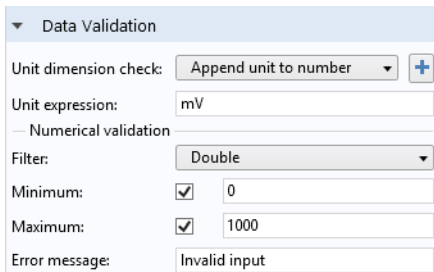 Data Validation
Unit dimension check: Append unit to number
Unit expression: mV
Numerical validation
Filter: Double
Minimum: 0
Maximum: 1000
Error message: Invalid input